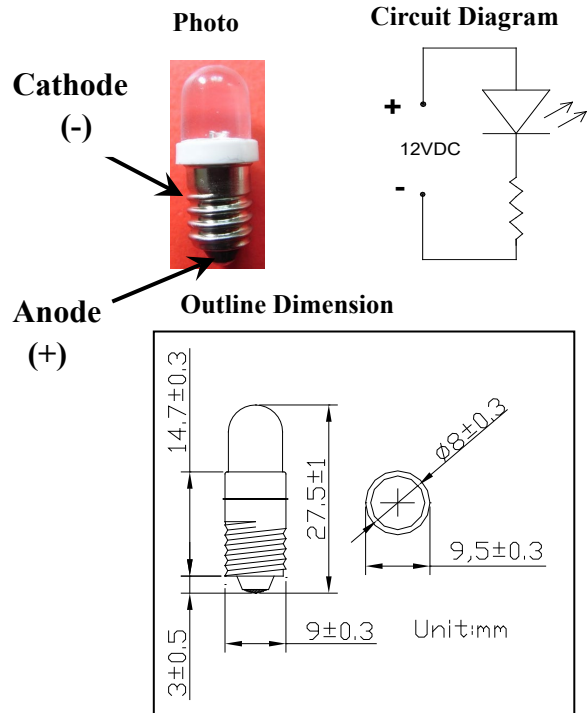 Photo
Circuit Diagram
Cathode
(-)
+
12VDC
-
Anode
(+)
Outline Dimension
14.7±0.3
27.5±1
ø8±0.3
9,5±0.3
3±0.5
9±0.3
Unit:mm